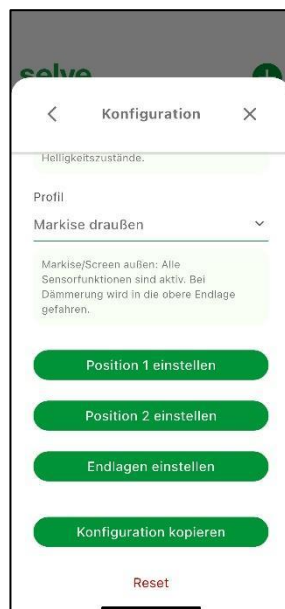 selve
Konfiguration
Helligkeitszustände.
Profil
Markise draußen
Markise/Screen außen: Alle
Sensorfunktionen sind aktiv. Bei
Dämmerung wird in die obere Endlage
gefahren.
Position 1 einstellen
Position 2 einstellen
Endlagen einstellen
Konfiguration kopieren
Reset